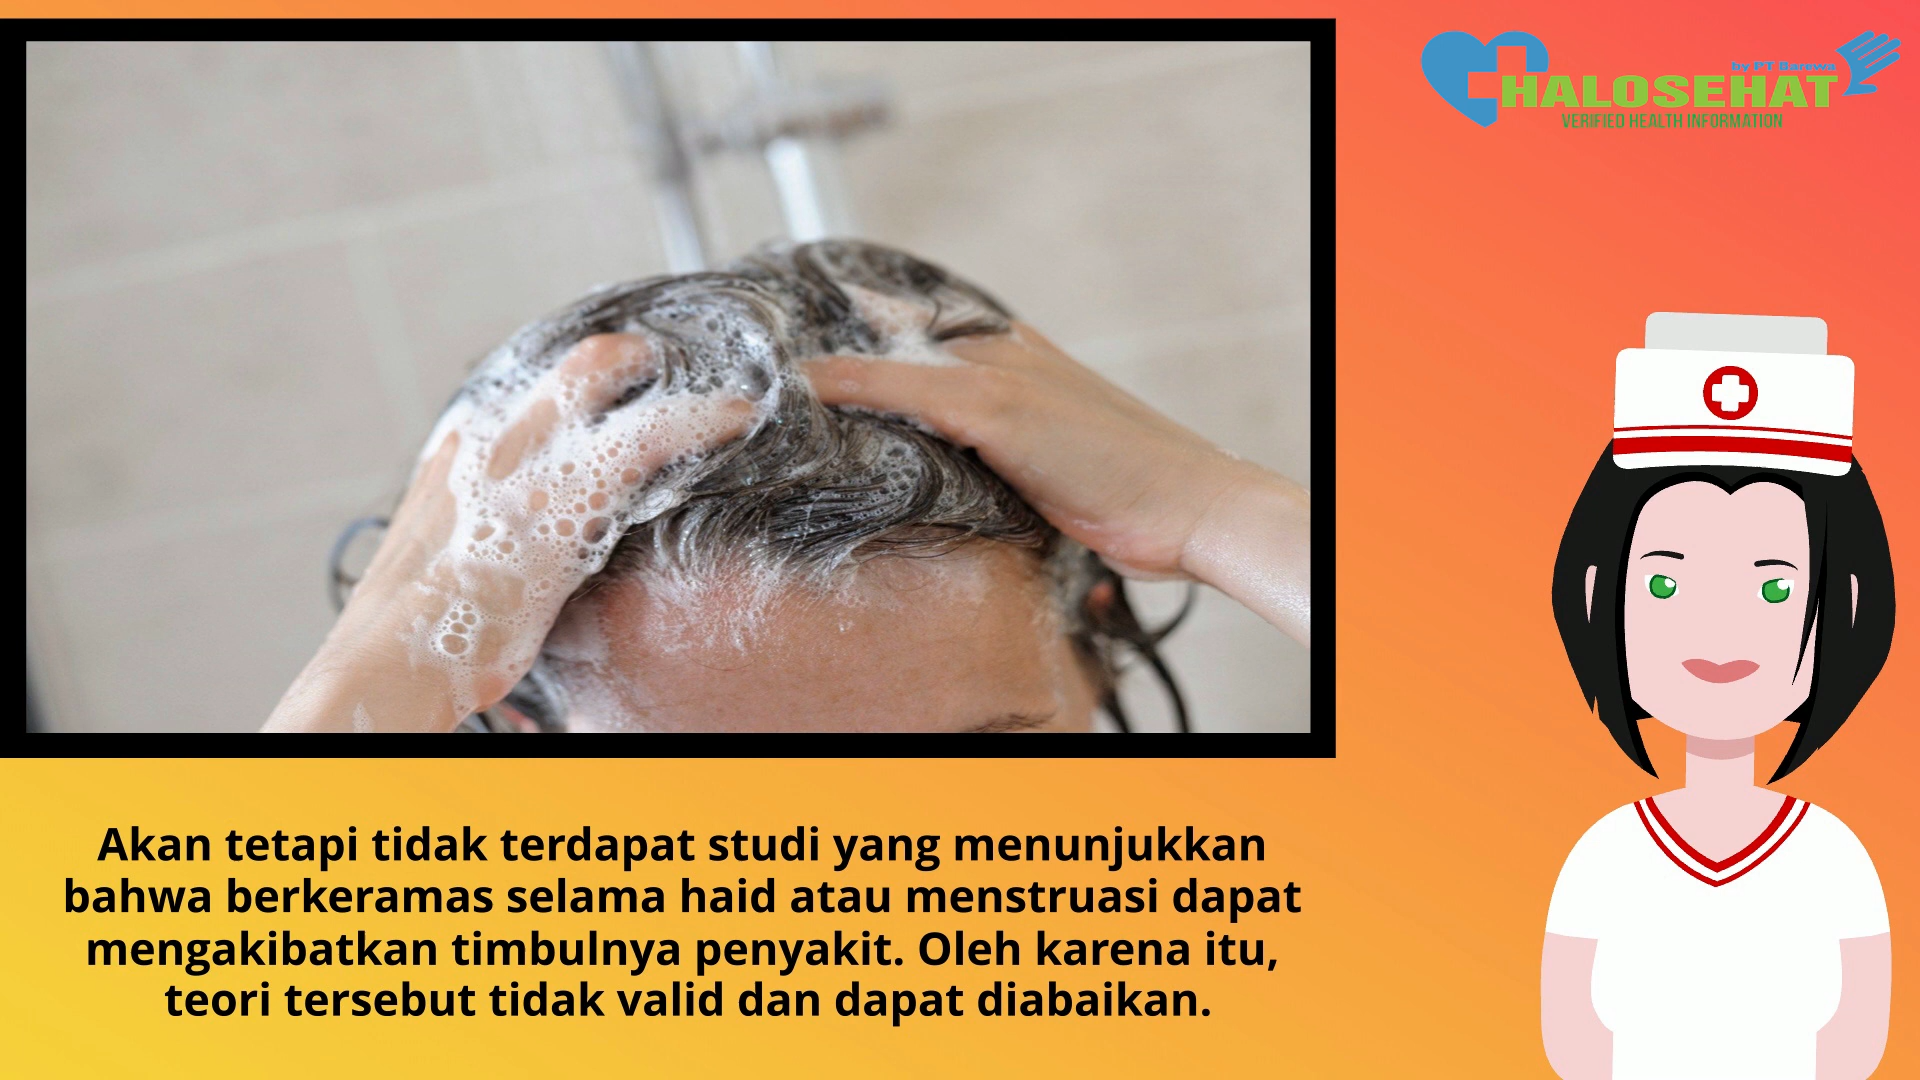 by PT Barowa
HALOSEHAT
VERIFIED HEALTH INFORMATION
Akan tetapi tidak terdapat studi yang menunjukkan
bahwa berkeramas selama haid atau menstruasi dapat
mengakibatkan timbulnya penyakit. Oleh karena itu,
teori tersebut tidak valid dan dapat diabaikan.